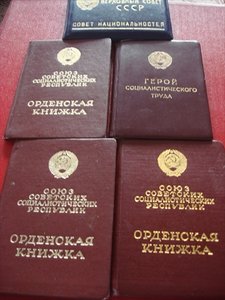 ВЕРХОВНЫЙ СОВЕТ
СССР
СОВЕТ НАЦИОНАЛЬНОСТЕЙ
СОЮЗ
СОВЕТСКИХ
СОЦИАЛИСТИЧЕСКИХ
РЕСПУБЛИК
ОРДЕНСКАЯ
КНИЖКА
ГЕРОЙ
СОЦИАЛИСТИЧЕСКОГО
ТРУДА
СОЮЗ
СОВЕТСКИХ
СОЦИАЛИСТИЧЕСКИХ
РЕСПУБЛИК
ОРДЕНСКАЯ
КНИЖКА
СОЮЗ
СОВЕТСКИХ
СОЦИАЛИСТИЧЕСКИХ
РЕСПУБЛИК
ОРДЕНСКАЯ
КНИЖКА